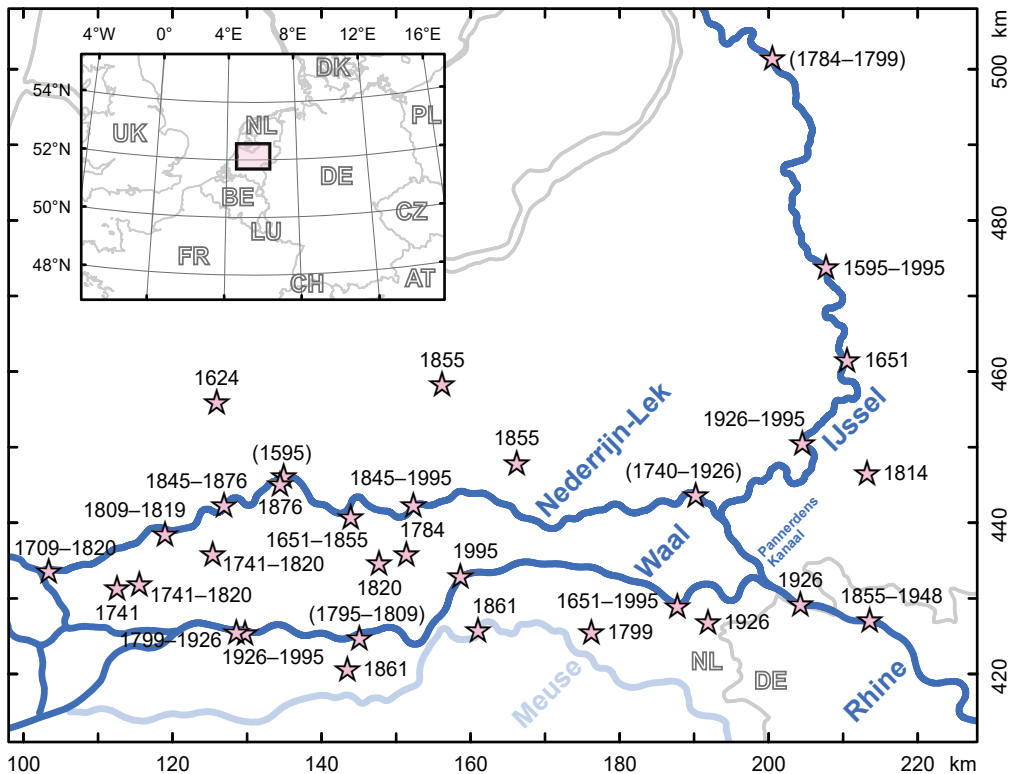 km
4°W 0° 4°E 8°E 12°E 16°E
54°N
52°N
50°N
48°N
DK
PL
UK
NL
DE
BE
CZ
LU
FR
CH
AT
(1784–1799)
500
480
1595–1995
1651
460
1855
1624
1926–1995
IJssel
1855
Nederrijn-Lek
(1595)
1845–1876
1845–1995
(1740–1926)
1814
1876
1809–1819
1651–1855
1784
Pannerdens
Kanaal
440
1709–1820
1741–1820
1995
Waal
1820
1926
1741
1741–1820
(1795–1809)
1861
1651–1995
1855–1948
1799–1926
1799
1926
1926–1995
1861
NL
DE
420
Meuse
Rhine
100 120 140 160 180 200 220 km